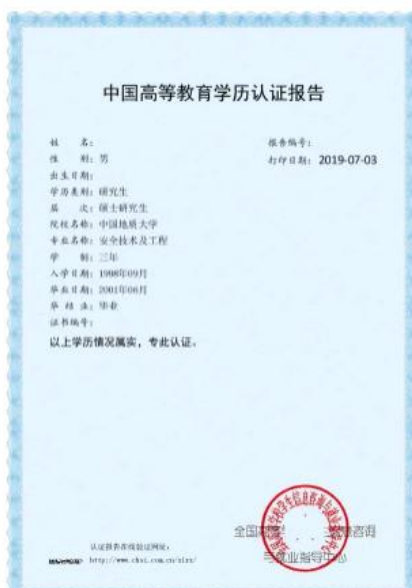 中国高等教育学历认证报告
姓 名：
报告编号：
性 别：男
打印日期：2019-07-03
出生日期：
学历类别：研究生
层 次：硕士研究生
院校名称：中国地质大学
专业名称：安全技术及工程
学 制：三年
入学日期：1998年09月
毕业日期：2001年06月
毕 结 业：毕业
证书编号：
以上学历情况属实，专此认证。
全国 咨询
与就业指导中心
认证报告在线验证网址：
http://www.chsi.com.cn/xlrz/